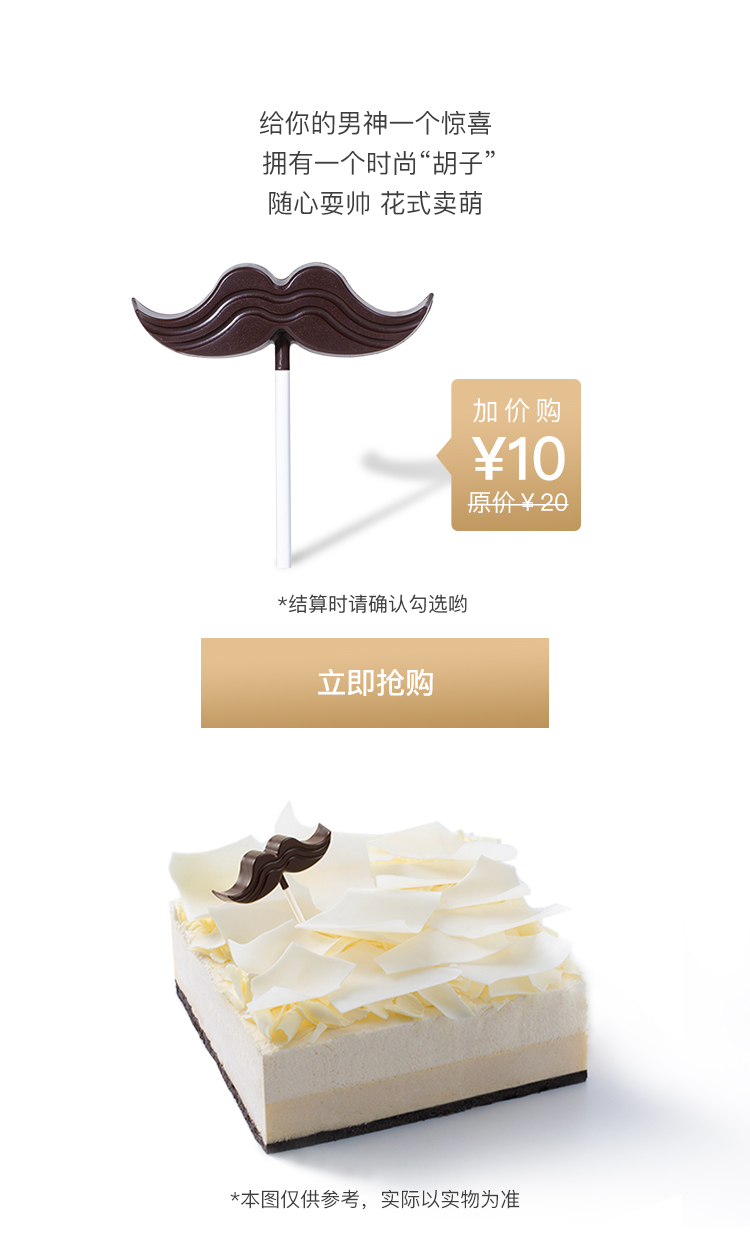 给你的男神一个惊喜
拥有一个时尚“胡子”
随心耍帅 花式卖萌
加价购
¥10
原价¥20
*结算时请确认勾选哟
立即抢购
*本图仅供参考，实际以实物为准